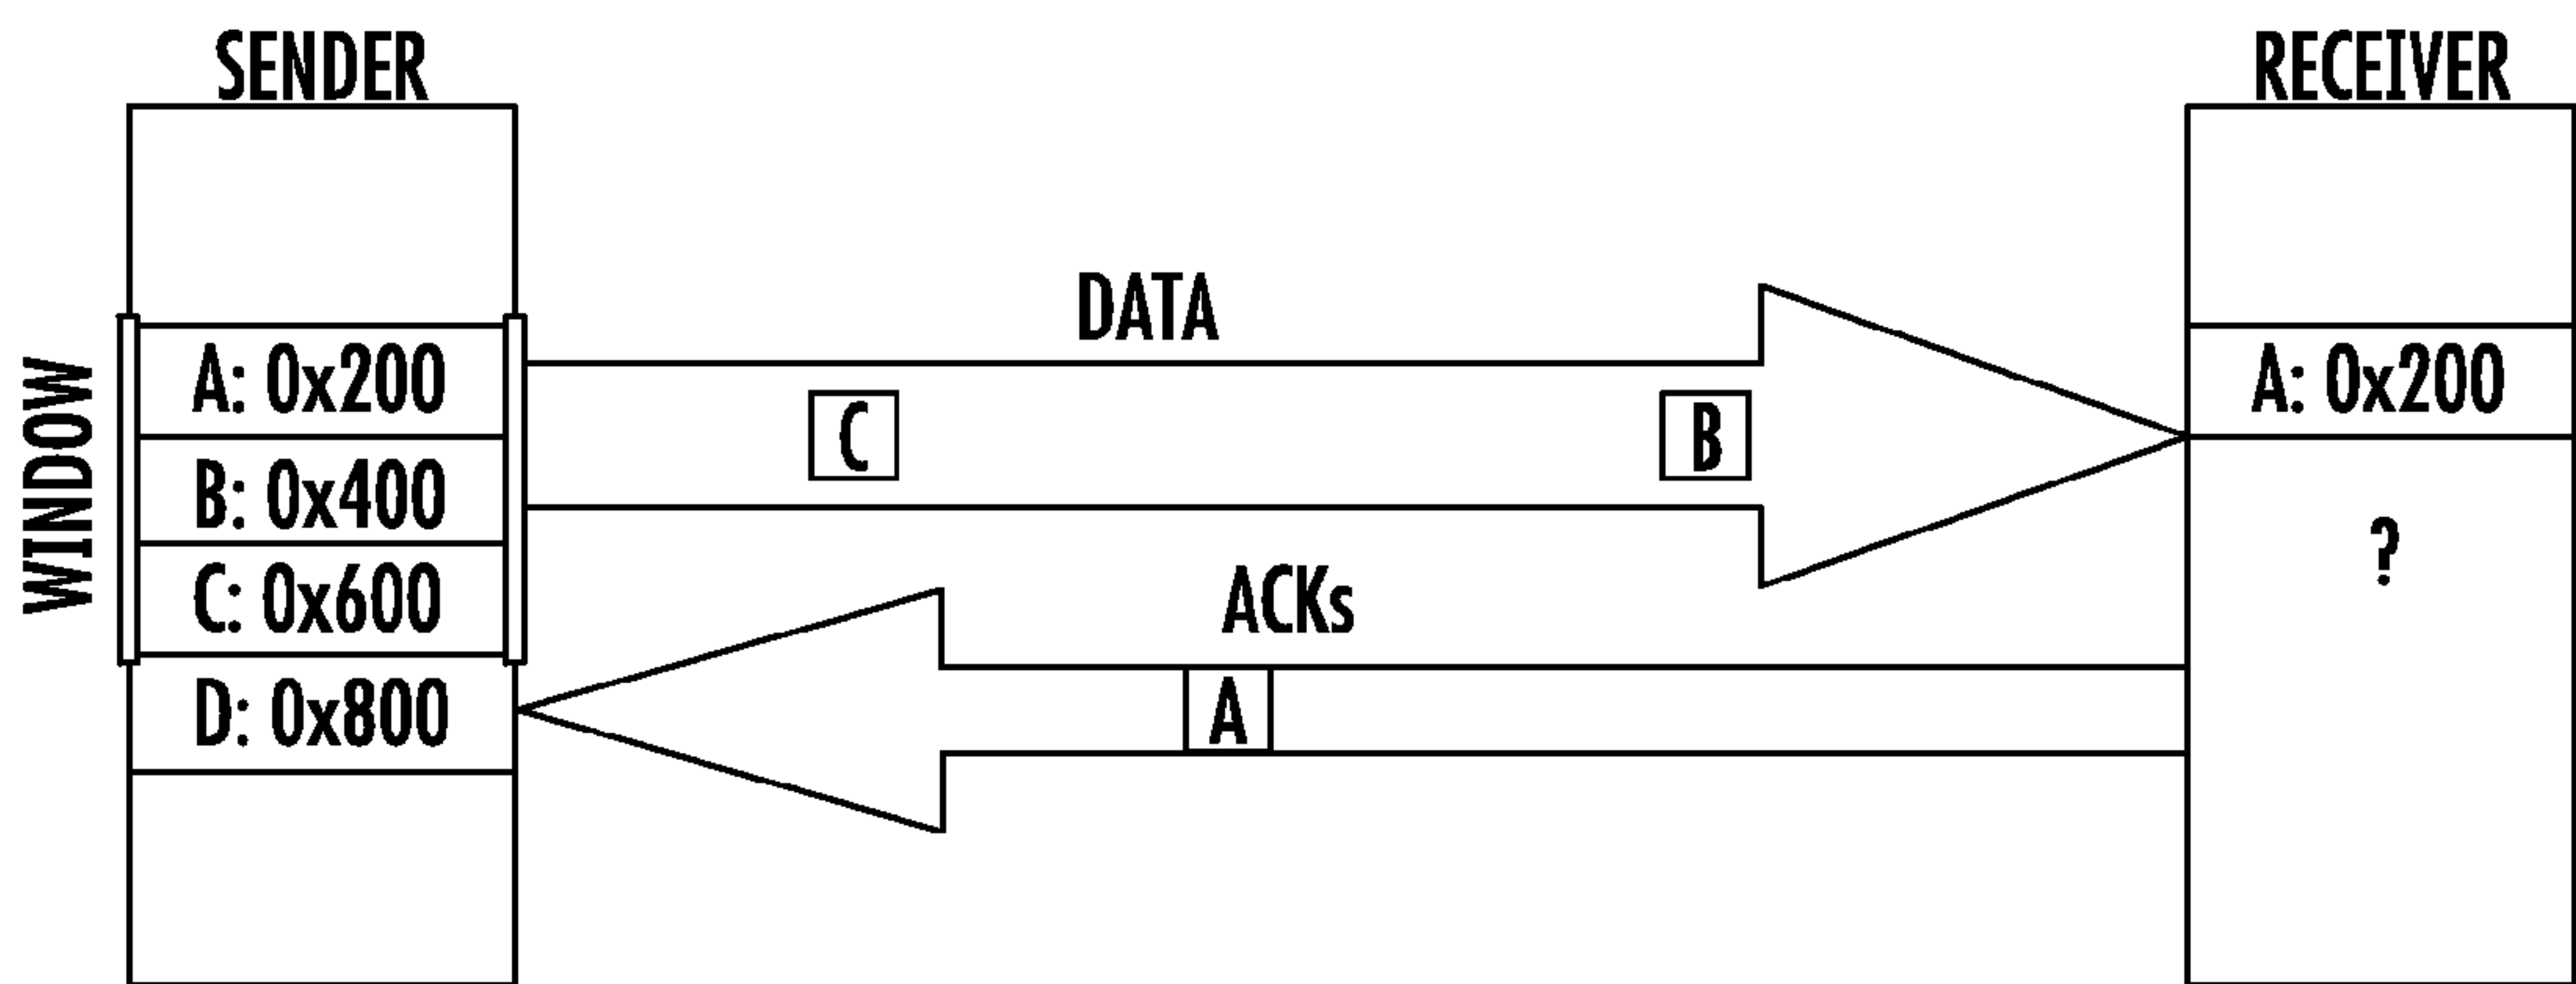 SENDER
RECEIVER
WINDOW
A: 0x200
B: 0x400
C: 0x600
D: 0x800
DATA
C
B
ACKs
A
A: 0x200
?